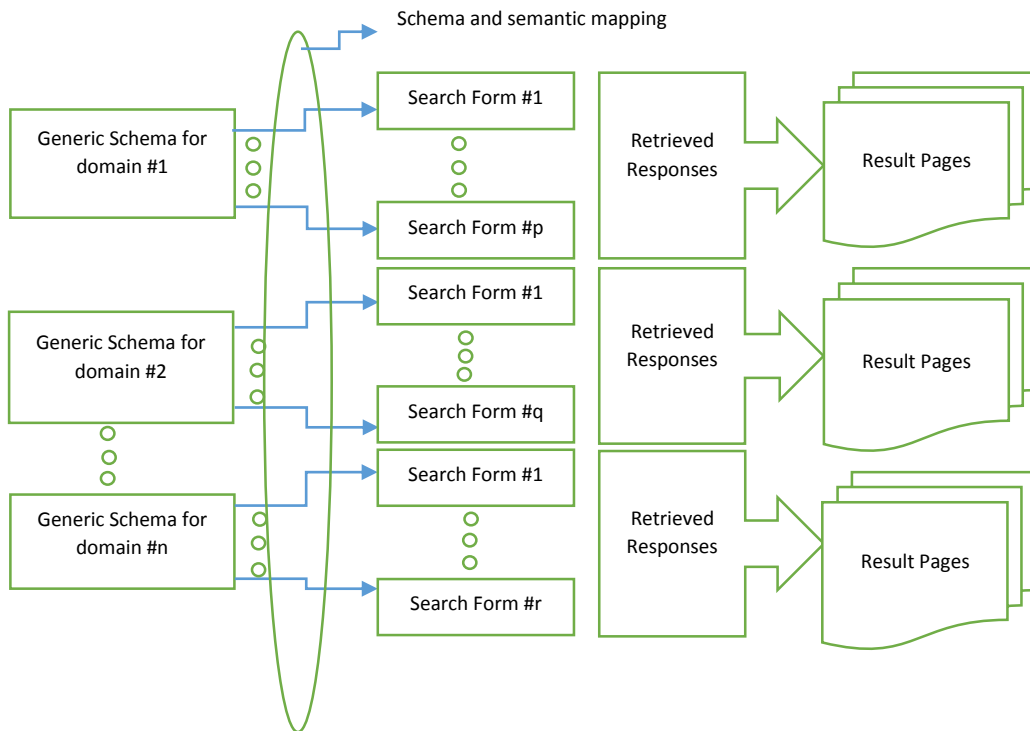 Schema and semantic mapping
Generic Schema for
domain #1
Search Form #1
Search Form #p
Retrieved
Responses
Result Pages
Generic Schema for
domain #2
Search Form #1
Search Form #q
Retrieved
Responses
Result Pages
Generic Schema for
domain #n
Search Form #1
Search Form #r
Retrieved
Responses
Result Pages